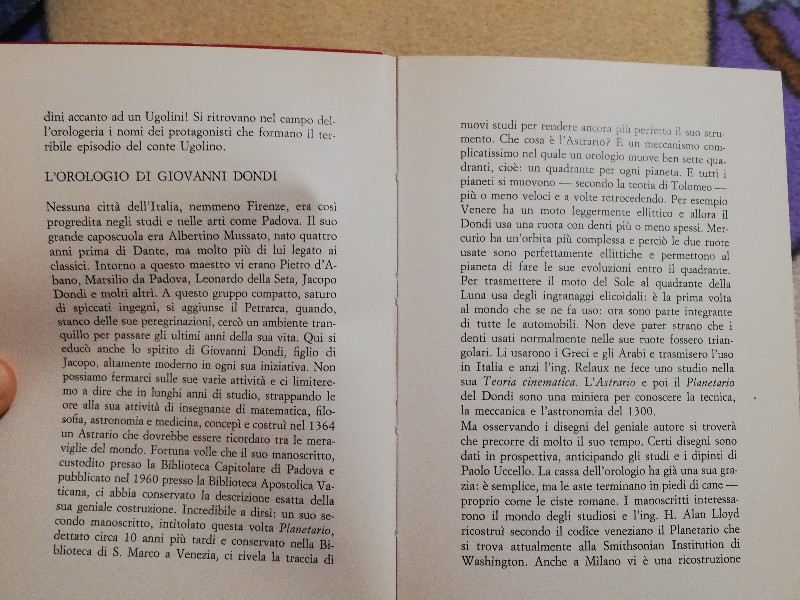 dini accanto ad un Ugolini! Si ritrovano nel campo del-
l'orologeria i nomi dei protagonisti che formano il ter-
ribile episodio del conte Ugolino.
L'OROLOGIO DI GIOVANNI DONDI
Nessuna città dell'Italia, nemmeno Firenze, era così
progredita negli studi e nelle arti come Padova. Il suo
grande caposcuola era Albertino Mussato, nato quattro
anni prima di Dante, ma molto più di lui legato ai
classici. Intorno a questo maestro vi erano Pietro d'A-
bano, Marsilio da Padova, Leonardo della Seta, Jacopo
Dondi e molti altri. A questo gruppo compatto, saturo
di spiccati ingegni, si aggiunse il Petrarca, quando,
stanco delle sue peregrinazioni, cercò un ambiente tran-
quillo per passare gli ultimi anni della sua vita. Qui si
educò anche lo spirito di Giovanni Dondi, figlio di
Jacopo, altamente moderno in ogni sua iniziativa. Non
possiamo fermarci sulle sue varie attività e ci limitere-
mo a dire che in lunghi anni di studio, strappando le
ore alla sua attività di insegnante di matematica, filo-
sofia, astronomia e medicina, concepì e costruì nel 1364
un Astrario che dovrebbe essere ricordato tra le mera-
viglie del mondo. Fortuna volle che il suo manoscritto,
custodito presso la Biblioteca Capitolare di Padova e
pubblicato nel 1960 presso la Biblioteca Apostolica Va-
ticana, ci abbia conservato la descrizione esatta della
sua geniale costruzione. Incredibile a dirsi: un suo se-
condo manoscritto, intitolato questa volta Planetario,
dettato circa 10 anni più tardi e conservato nella Bi-
blioteca di S. Marco a Venezia, ci rivela la traccia di
nuovi studi per rendere ancora più perfetto il suo stru-
mento. Che cosa è l'Astrario? È un meccanismo com-
plicatissimo nel quale un orologio muove ben sette qua-
dranti, cioè: un quadrante per ogni pianeta. E tutti i
pianeti si muovono — secondo la teoria di Tolomeo —
più o meno veloci e a volte retrocedendo. Per esempio
Venere ha un moto leggermente ellittico e allora il
Dondi usa una ruota con denti più o meno spessi. Mer-
curio ha un'orbita più complessa e perciò le due ruote
usate sono perfettamente ellittiche e permettono al
pianeta di fare le sue evoluzioni entro il quadrante.
Per trasmettere il moto del Sole al quadrante della
Luna usa degli ingranaggi elicoidali: è la prima volta
al mondo che se ne fa uso: ora sono parte integrante
di tutte le automobili. Non deve parer strano che i
denti usati normalmente nelle sue ruote fossero trian-
golari. Li usarono i Greci e gli Arabi e trasmisero l'uso
in Italia e anzi l'ing. Relaux ne fece uno studio nella
sua Teoria cinematica. L'Astrario e poi il Planetario
del Dondi sono una miniera per conoscere la tecnica,
la meccanica e l'astronomia del 1300.
Ma osservando i disegni del geniale autore si troverà
che precorre di molto il suo tempo. Certi disegni sono
dati in prospettiva, anticipando gli studi e i dipinti di
Paolo Uccello. La cassa dell'orologio ha già una sua gra-
zia: è semplice, ma le aste terminano in piedi di cane —
proprio come le ciste romane. I manoscritti interessa-
rono il mondo degli studiosi e l'ing. H. Alan Lloyd
ricostruì secondo il codice veneziano il Planetario che
si trova attualmente alla Smithsonian Institution di
Washington. Anche a Milano vi è una ricostruzione